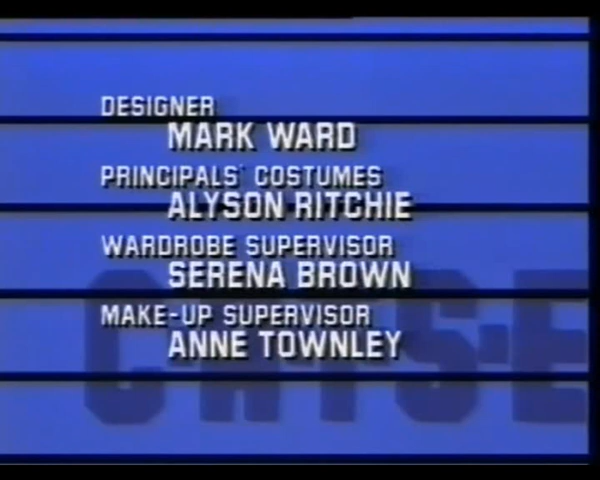 DESIGNER
MARK WARD
PRINCIPALS' COSTUMES
ALYSON RITCHIE
WARDROBE SUPERVISOR
SERENA BROWN
MAKE-UP SUPERVISOR
ANNE TOWNLEY